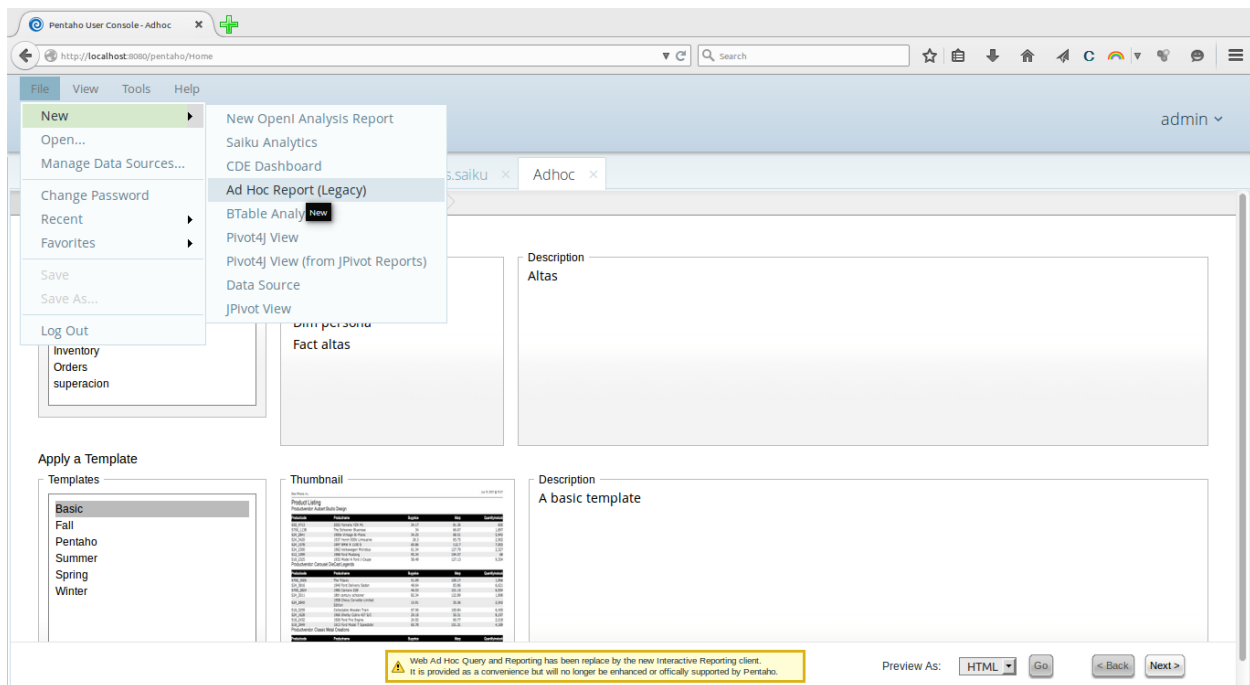 Pentaho User Console - Adhoc
http://localhost:8080/pentaho/Home
Search
File View Tools Help
admin
New
Open...
Manage Data Sources...
Change Password
Recent
Favorites
Save
Save As...
Log Out
New OpenI Analysis Report
Saiku Analytics
CDE Dashboard
Ad Hoc Report (Legacy)
BTable Analy
New
Pivot4J View
Pivot4J View (from JPivot Reports)
Data Source
JPivot View
s.saiku
Adhoc
Inventory
Orders
superacion
Dim persona
Fact altas
Description
Altas
Apply a Template
Templates
Basic
Fall
Pentaho
Summer
Spring
Winter
Thumbnail
Product Listing
Description
A basic template
Web Ad Hoc Query and Reporting has been replace by the new Interactive Reporting client.
It is provided as a convenience but will no longer be enhanced or offically supported by Pentaho.
Preview As: HTML Go < Back Next >